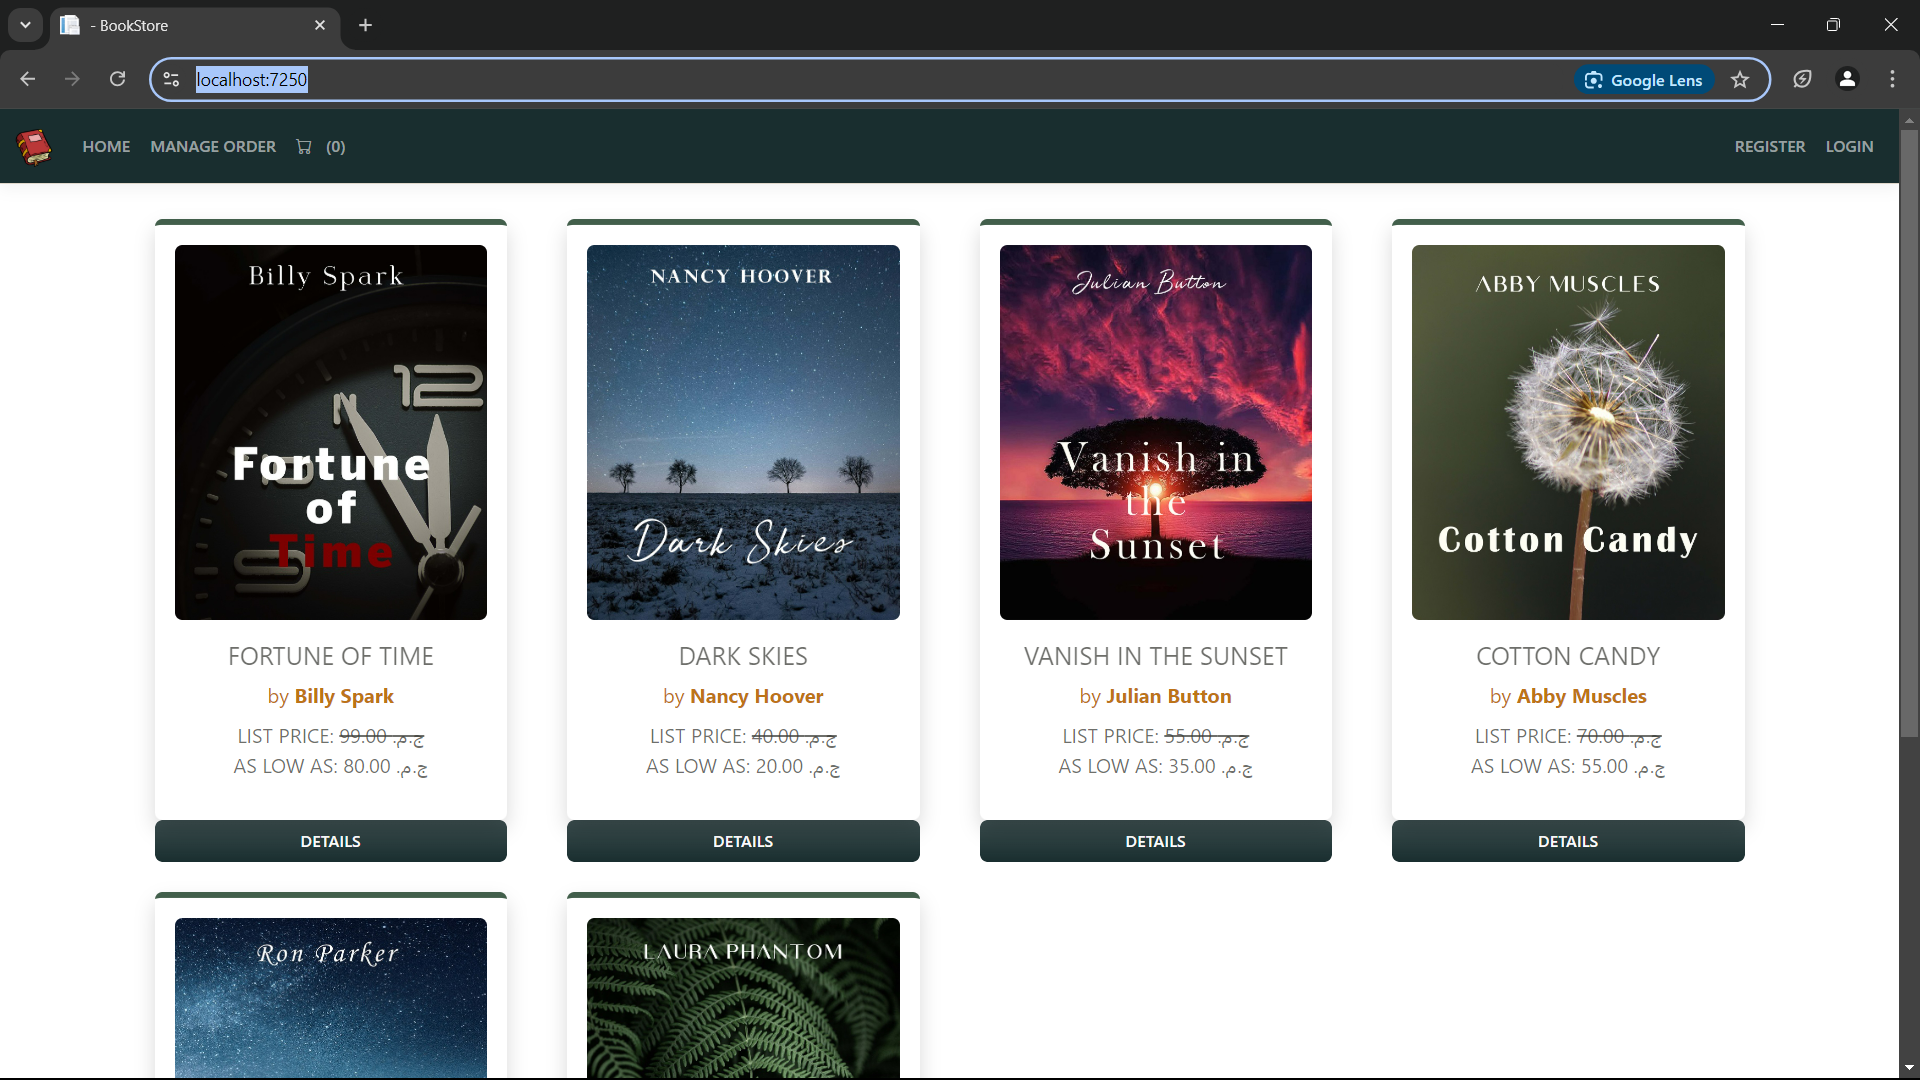 - BookStore
localhost:7250
Google Lens
HOME MANAGE ORDER (0) REGISTER LOGIN
Billy Spark
12
Fortune
of
Time
9
FORTUNE OF TIME
by Billy Spark
LIST PRICE: 99.00 ج.م.
AS LOW AS: 80.00 ج.م.
DETAILS
NANCY HOOVER
Dark Skies
DARK SKIES
by Nancy Hoover
LIST PRICE: 40.00 ج.م.
AS LOW AS: 20.00 ج.م.
DETAILS
Julian Button
Vanish in
the
Sunset
VANISH IN THE SUNSET
by Julian Button
LIST PRICE: 55.00 ج.م.
AS LOW AS: 35.00 ج.م.
DETAILS
ABBY MUSCLES
Cotton Candy
COTTON CANDY
by Abby Muscles
LIST PRICE: 70.00 ج.م.
AS LOW AS: 55.00 ج.م.
DETAILS
Ron Parker
LAURA PHANTOM